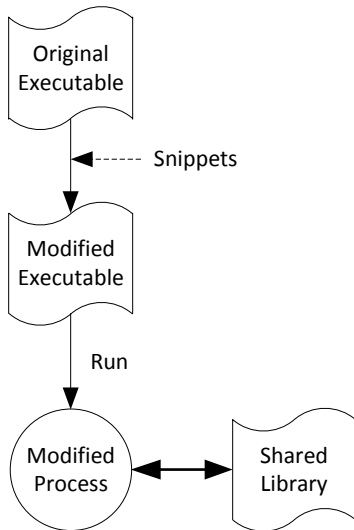 Original
Executable
Snippets
Modified
Executable
Run
Modified
Process
Shared
Library